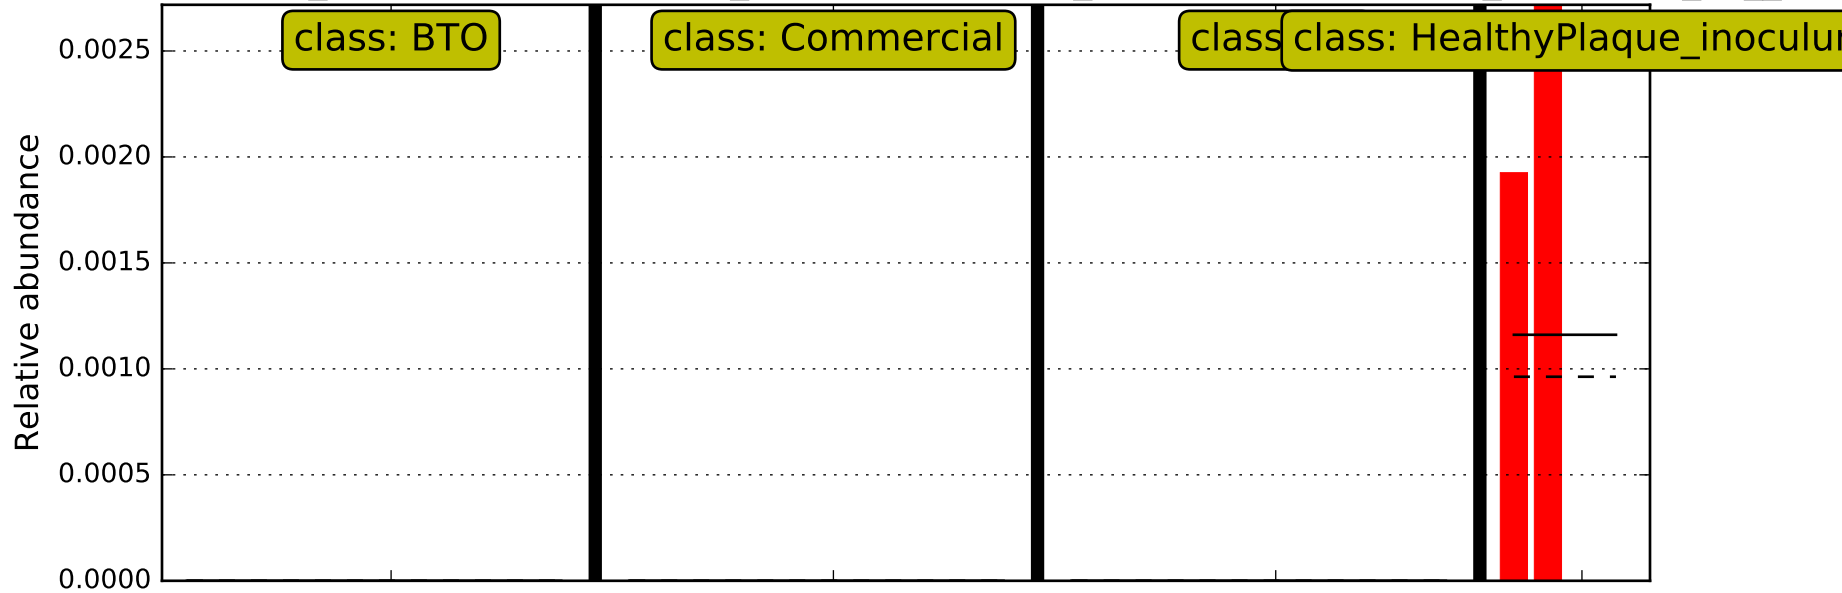 class: BTO
class: Commercial
class
class: HealthyPlaque_inoculu
Relative abundance
0.0025
0.0020
0.0015
0.0010
0.0005
0.0000